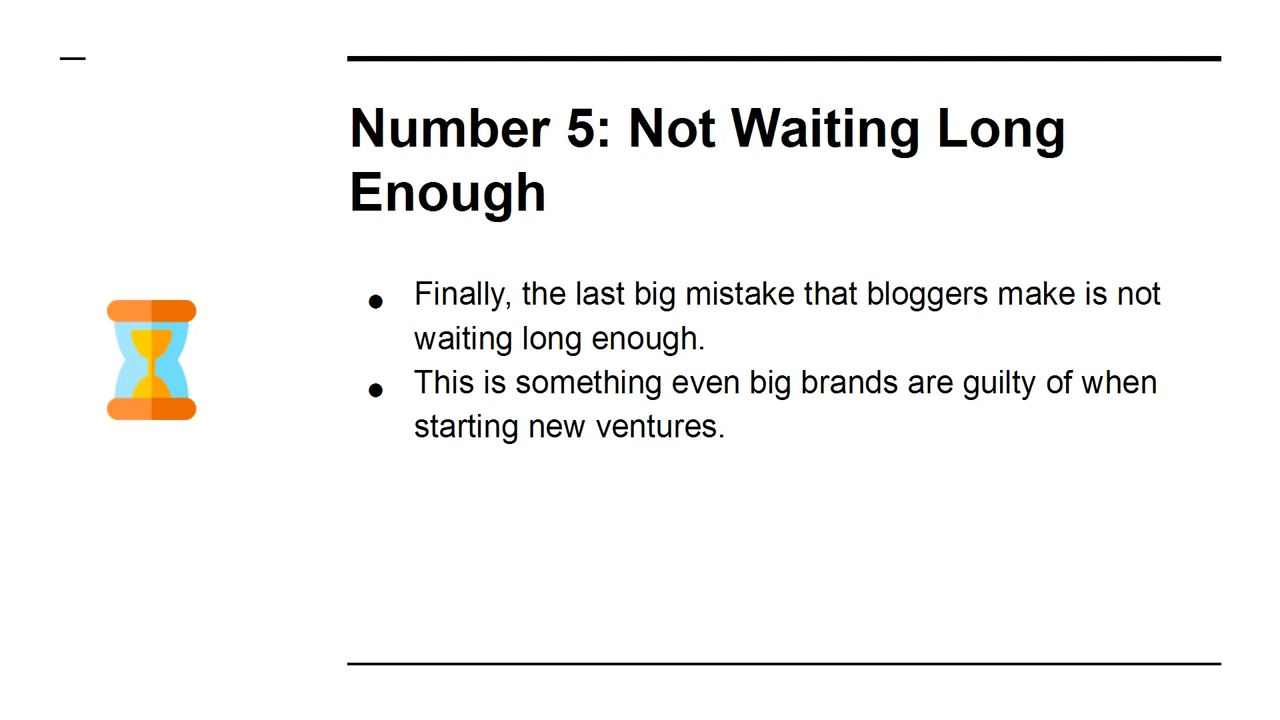 Number 5: Not Waiting Long
Enough
● Finally, the last big mistake that bloggers make is not
waiting long enough.
● This is something even big brands are guilty of when
starting new ventures.